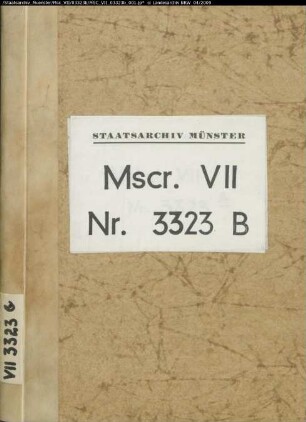 STAATSARCHIV MÜNSTER
Mscr. VII
Nr. 3323 B
VII 3323 G